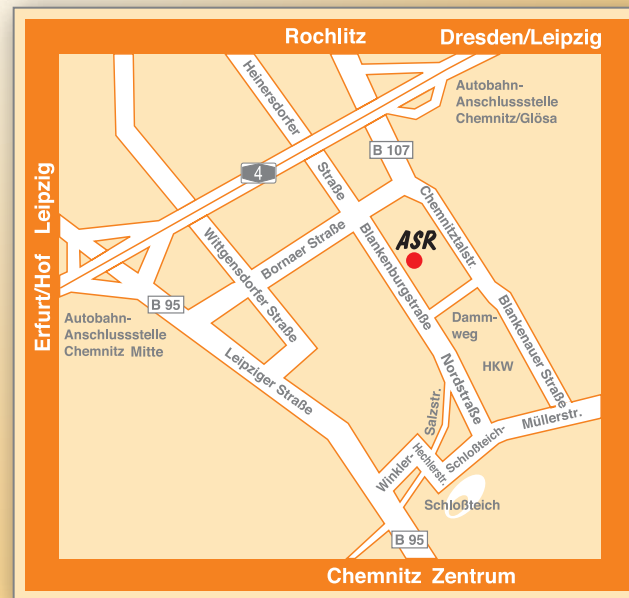 Rochlitz
Dresden/Leipzig
Autobahn-
Anschlussstelle
Chemnitz/Glösa
Heinersdorfer
Straße
B 107
4
Chemnitztalstr.
Leipzig
Erfurt/Hof
Wittgensdorfer Straße
Bornaer Straße
ASR
Blankenburgstraße
B 95
Autobahn-
Anschlussstelle
Chemnitz Mitte
Leipziger Straße
Damm-
weg
Blankenauer Straße
HKW
Nordstraße
Salzstr.
Müllerstr.
Schloßteich-
Hechlerstr.
Winkler-
Schloßteich
B 95
Chemnitz Zentrum